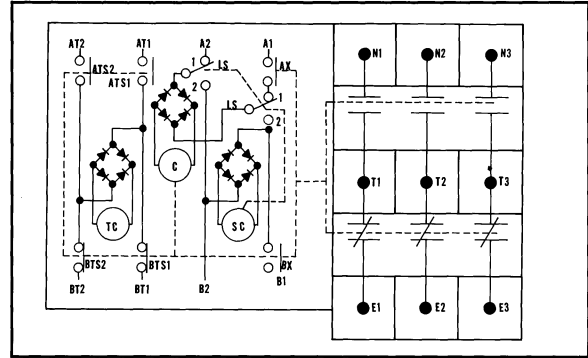 AT2 AT1 A2 A1
N1 N2 N3
ATS2 1 LS AX
ATS1 2 LS 1
2
C
T1 T2 T3
TC SC
BTS2 BTS1 BX
BT2 BT1 B2 B1
E1 E2 E3